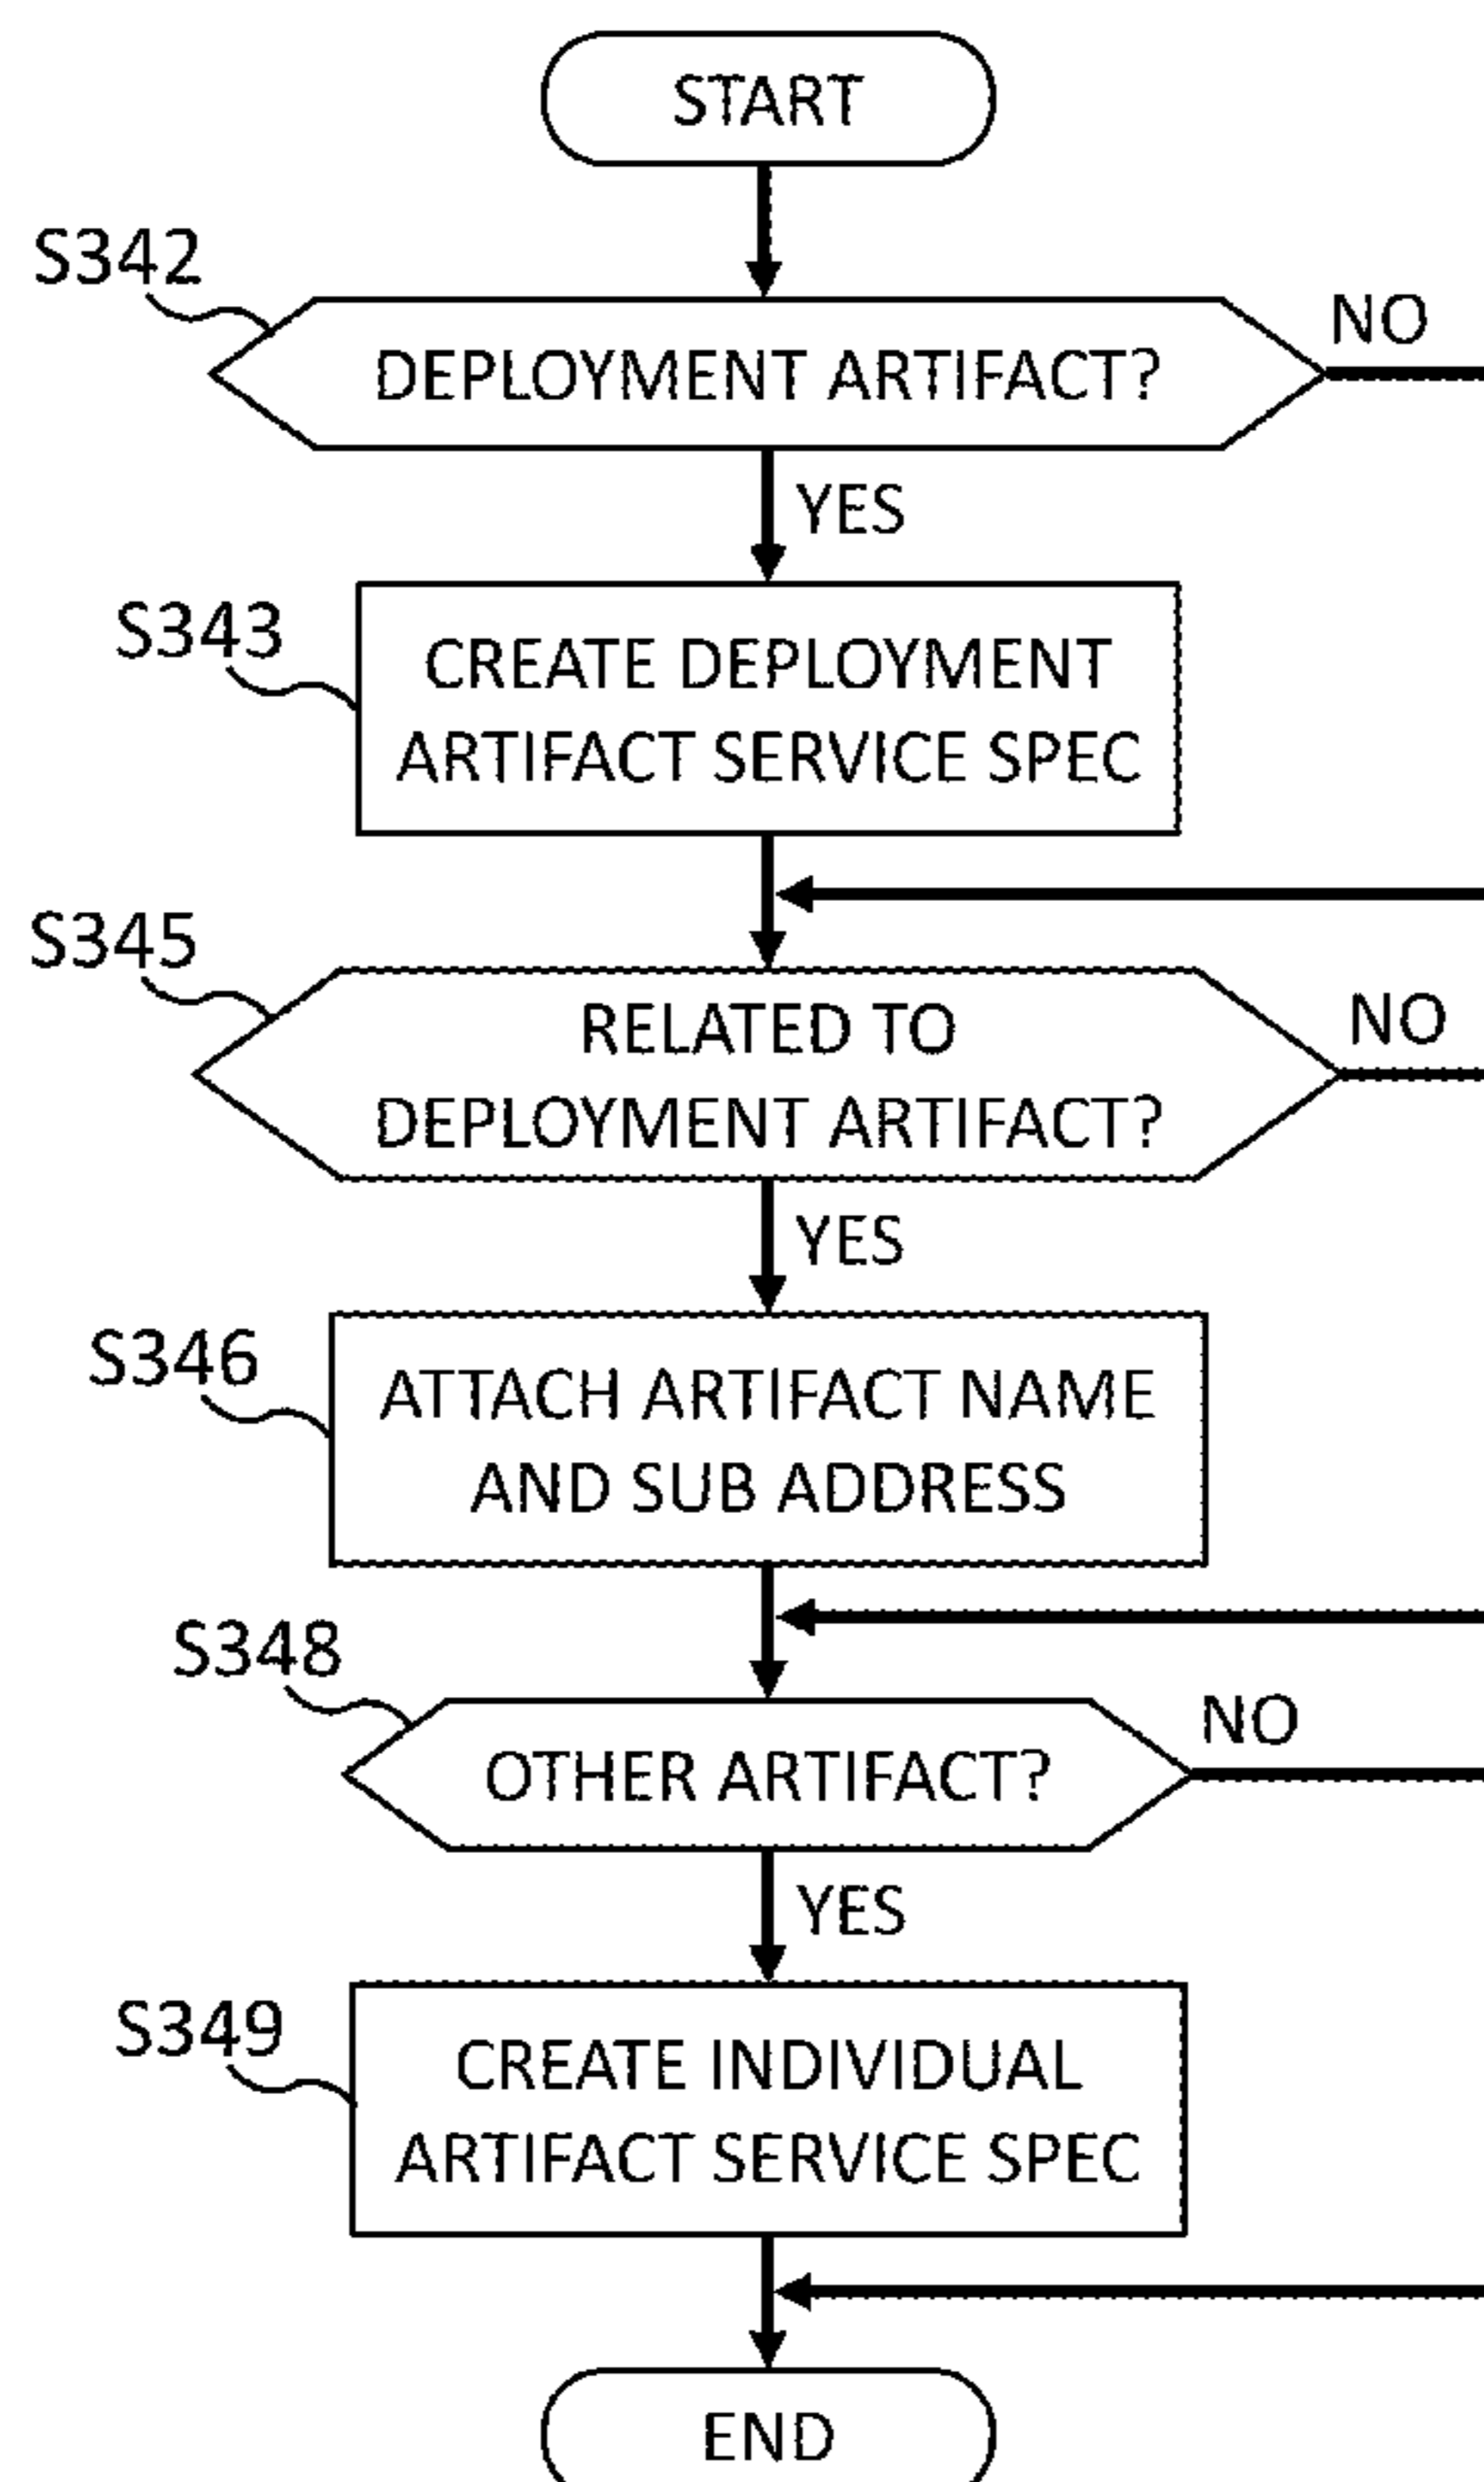 START
S342
DEPLOYMENT ARTIFACT?
NO
YES
S343
CREATE DEPLOYMENT
ARTIFACT SERVICE SPEC
S345
RELATED TO
DEPLOYMENT ARTIFACT?
NO
YES
S346
ATTACH ARTIFACT NAME
AND SUB ADDRESS
S348
OTHER ARTIFACT?
NO
YES
S349
CREATE INDIVIDUAL
ARTIFACT SERVICE SPEC
END